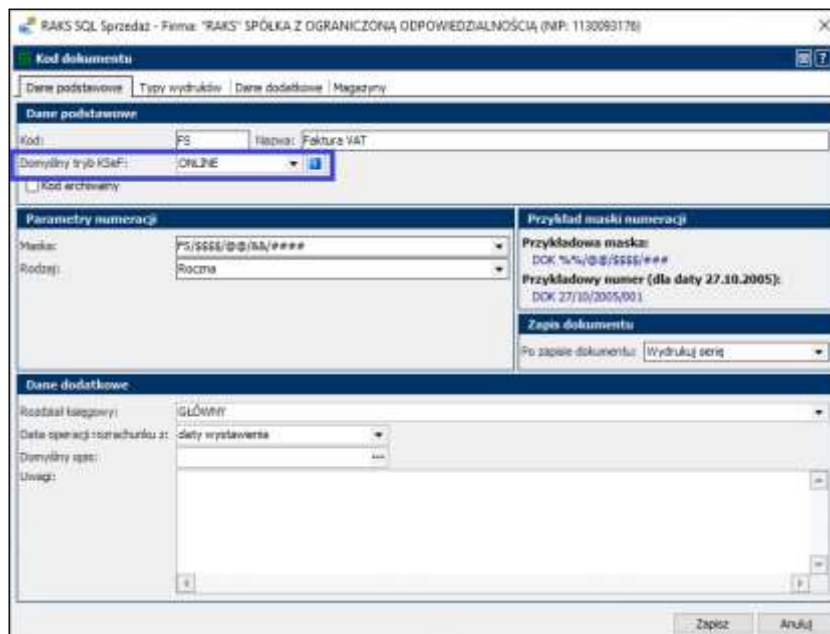 RAKS SQL Sprzedaż - Firma: "RAKS" SPÓŁKA Z OGRANICZONĄ ODPOWIEDZIALNOŚCIĄ (NIP: 1130093176)
Kod dokumentu
Dane podstawowe Typy wydruków Dane dodatkowe Magazyny
Dane podstawowe
Kod: FS Nazwa: Faktura VAT
Domyślny tryb KSeF: ONLINE
Kod archiwalny
Parametry numeracji
Maska: FS/$$$$/@@/&&/####
Rodzaj: Roczna
Przykład maski numeracji
Przykładowa maska:
DOK %%/@@/$$$$/###
Przykładowy numer (dla daty 27.10.2005):
DOK 27/10/2005/001
Zapis dokumentu
Po zapisie dokumentu: Wydrukuj serię
Dane dodatkowe
Rozdział księgowy: GŁÓWNY
Data operacji rozrachunku z: daty wystawienia
Domyślny opis:
Uwagi:
Zapisz Anuluj